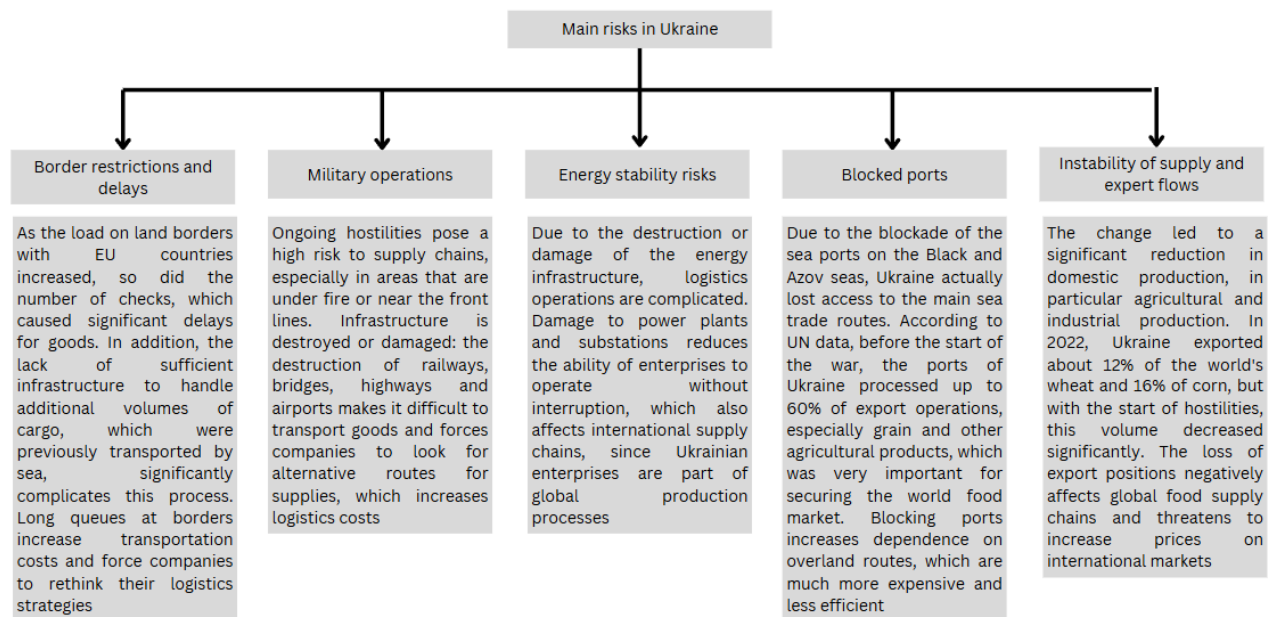 Main risks in Ukraine
Border restrictions and
delays
As the load on land borders
with EU countries
increased, so did the
number of checks, which
caused significant delays
for goods. In addition, the
lack of sufficient
infrastructure to handle
additional volumes of
cargo, which were
previously transported by
sea, significantly
complicates this process.
Long queues at borders
increase transportation
costs and force companies
to rethink their logistics
strategies
Military operations
Ongoing hostilities pose a
high risk to supply chains,
especially in areas that are
under fire or near the front
lines. Infrastructure is
destroyed or damaged: the
destruction of railways,
bridges, highways and
airports makes it difficult to
transport goods and forces
companies to look for
alternative routes for
supplies, which increases
logistics costs
Energy stability risks
Due to the destruction or
damage of the energy
infrastructure, logistics
operations are complicated.
Damage to power plants
and substations reduces
the ability of enterprises to
operate without
interruption, which also
affects international supply
chains, since Ukrainian
enterprises are part of
global production
processes
Blocked ports
Due to the blockade of the
sea ports on the Black and
Azov seas, Ukraine actually
lost access to the main sea
trade routes. According to
UN data, before the start of
the war, the ports of
Ukraine processed up to
60% of export operations,
especially grain and other
agricultural products, which
was very important for
securing the world food
market. Blocking ports
increases dependence on
overland routes, which are
much more expensive and
less efficient
Instability of supply and
expert flows
The change led to a
significant reduction in
domestic production, in
particular agricultural and
industrial production. In
2022, Ukraine exported
about 12% of the world's
wheat and 16% of corn, but
with the start of hostilities,
this volume decreased
significantly. The loss of
export positions negatively
affects global food supply
chains and threatens to
increase prices on
international markets